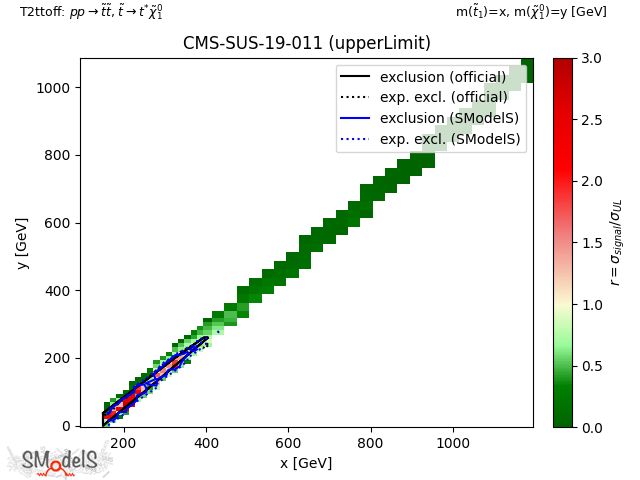 T2ttoff: pp → t̃t̃, t̃ → t*χ̃⁰₁
m(t̃₁)=x, m(χ̃⁰₁)=y [GeV]
CMS-SUS-19-011 (upperLimit)
exclusion (official)
exp. excl. (official)
exclusion (SModelS)
exp. excl. (SModelS)
y [GeV]
1000
800
600
400
200
0
200
400
600
800
1000
x [GeV]
3.0
2.5
2.0
1.5
1.0
0.5
0.0
r = σsignal/σUL
SModelS